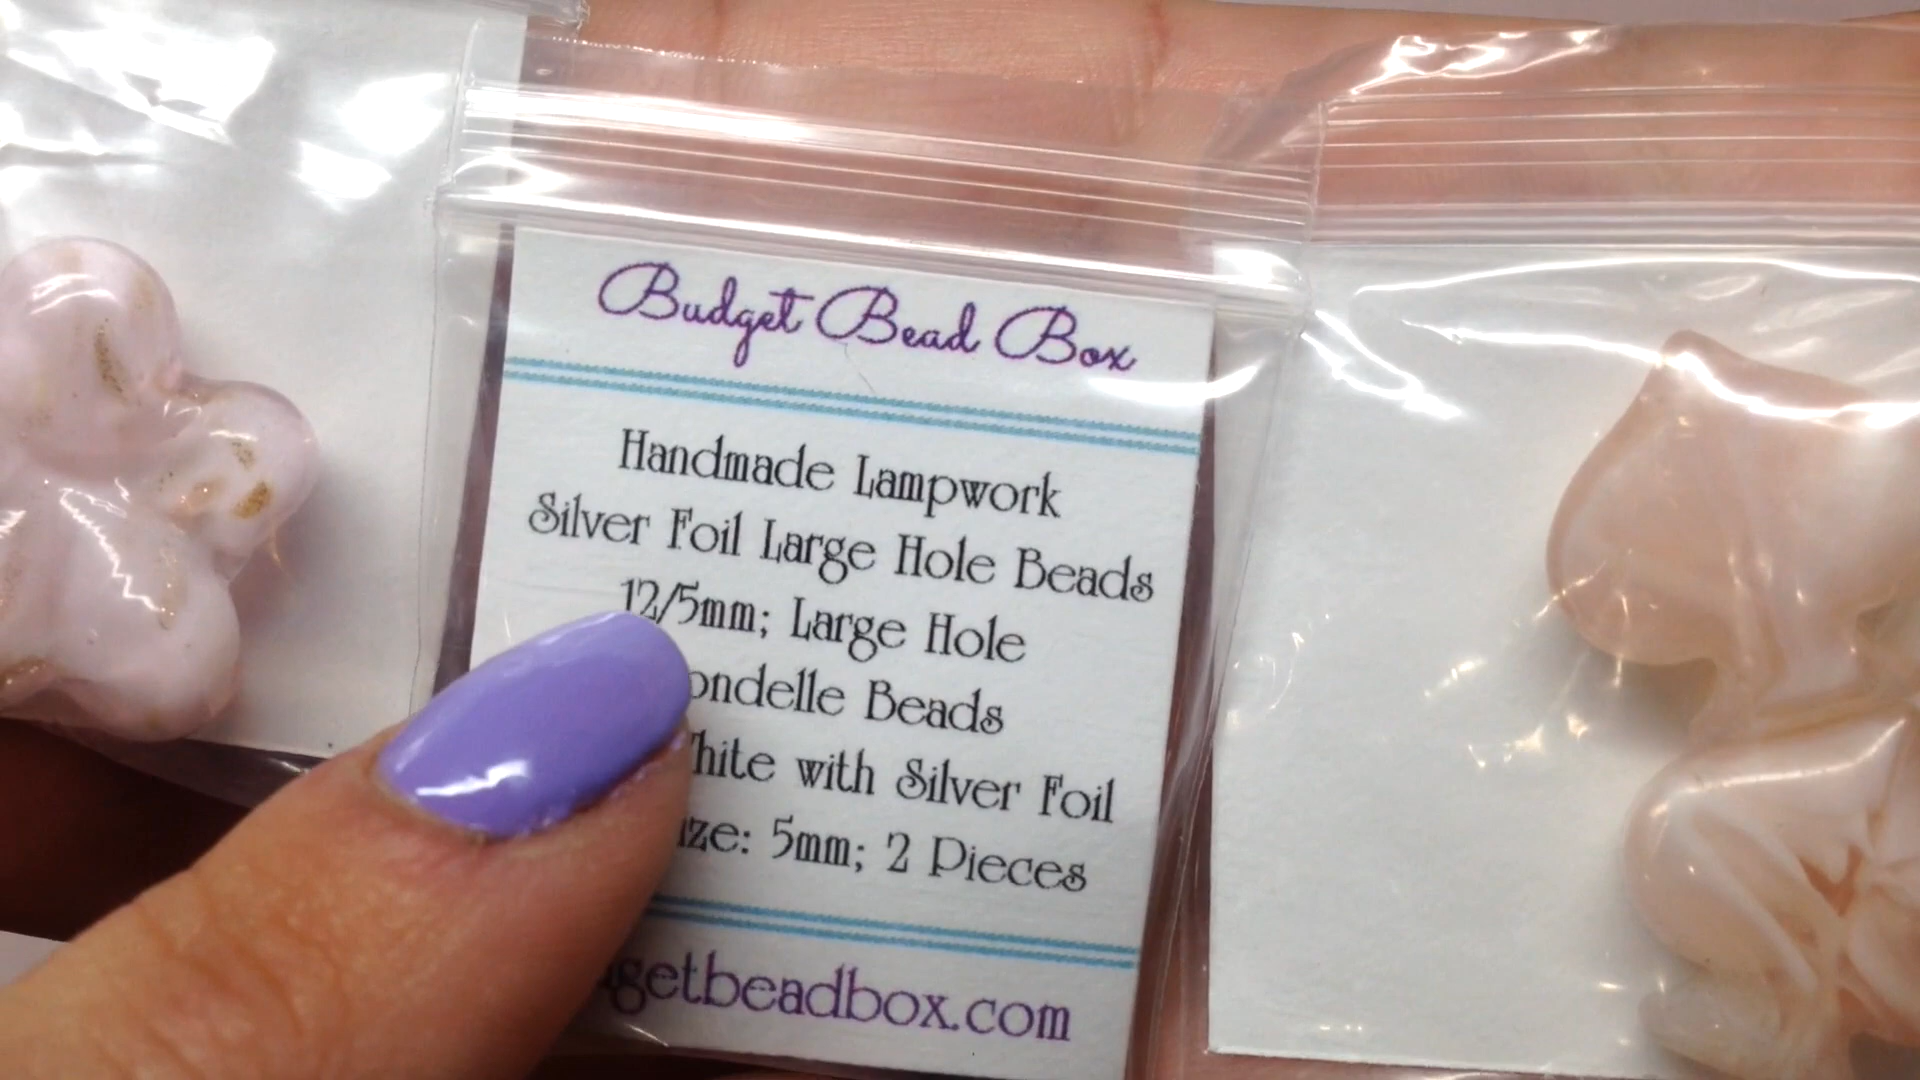 Budget Bead Box
Handmade Lampwork
Silver Foil Large Hole Beads
12/5mm; Large Hole
ondelle Beads
hite with Silver Foil
ize: 5mm; 2 Pieces
getbeadbox.com